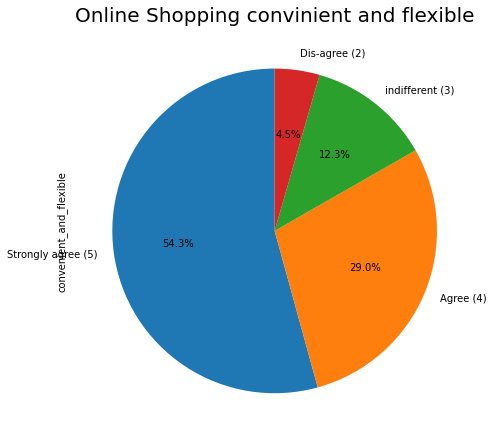 Online Shopping convinient and flexible
Dis-agree (2)
indifferent (3)
4.5%
12.3%
convenient_and_flexible
54.3%
Strongly agree (5)
29.0%
Agree (4)